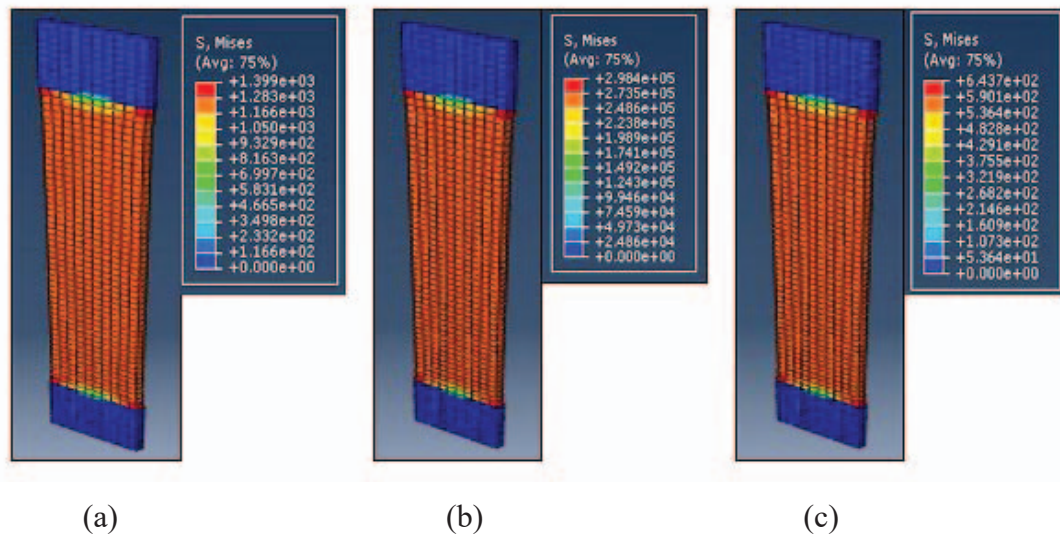 S, Mises
(Avg: 75%)
+1.399e+03
+1.283e+03
+1.166e+03
+1.050e+03
+9.329e+02
+8.163e+02
+6.997e+02
+5.831e+02
+4.665e+02
+3.498e+02
+2.332e+02
+1.166e+02
+0.000e+00
S, Mises
(Avg: 75%)
+2.984e+05
+2.735e+05
+2.486e+05
+2.238e+05
+1.989e+05
+1.741e+05
+1.492e+05
+1.243e+05
+9.946e+04
+7.459e+04
+4.973e+04
+2.486e+04
+0.000e+00
S, Mises
(Avg: 75%)
+6.437e+02
+5.901e+02
+5.364e+02
+4.828e+02
+4.291e+02
+3.755e+02
+3.219e+02
+2.682e+02
+2.146e+02
+1.609e+02
+1.073e+02
+5.364e+01
+0.000e+00
(a)
(b)
(c)